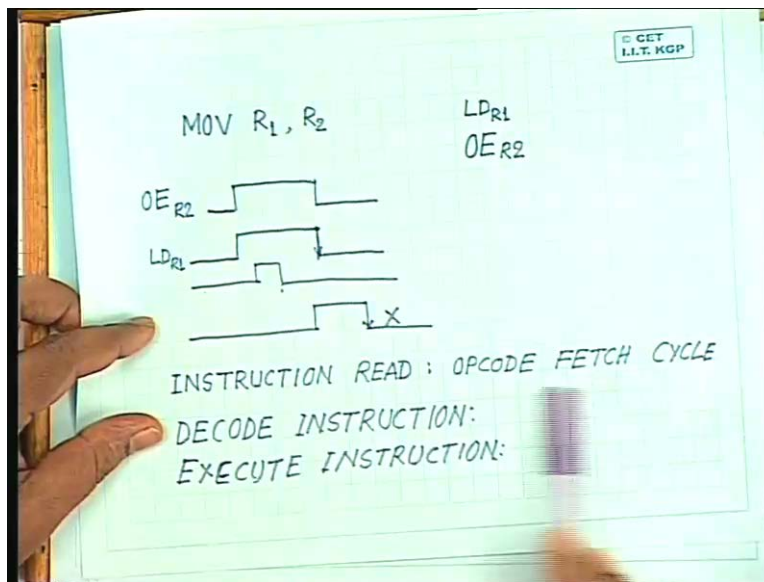 © CET
I.I.T. KGP
MOV R1, R2
LDR1
OER2
OER2
LDR1
X
INSTRUCTION READ : OPCODE FETCH CYCLE
DECODE INSTRUCTION:
EXECUTE INSTRUCTION: